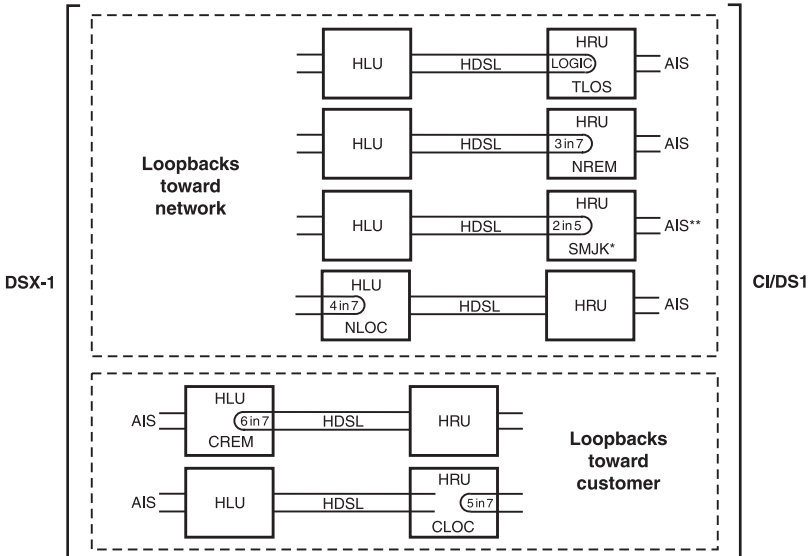 HRU
HLU HDSL LOGIC AIS
TLOS
HRU
HLU HDSL 3 in 7 AIS
NREM
Loopbacks
toward
network
HRU
HLU HDSL 2 in 5 AIS**
SMJK*
DSX-1
CI/DS1
HLU
4 in 7 HDSL HRU AIS
NLOC
HLU
AIS 6 in 7 HDSL HRU
CREM
Loopbacks
toward
customer
HRU
AIS HLU HDSL 5 in 7
CLOC